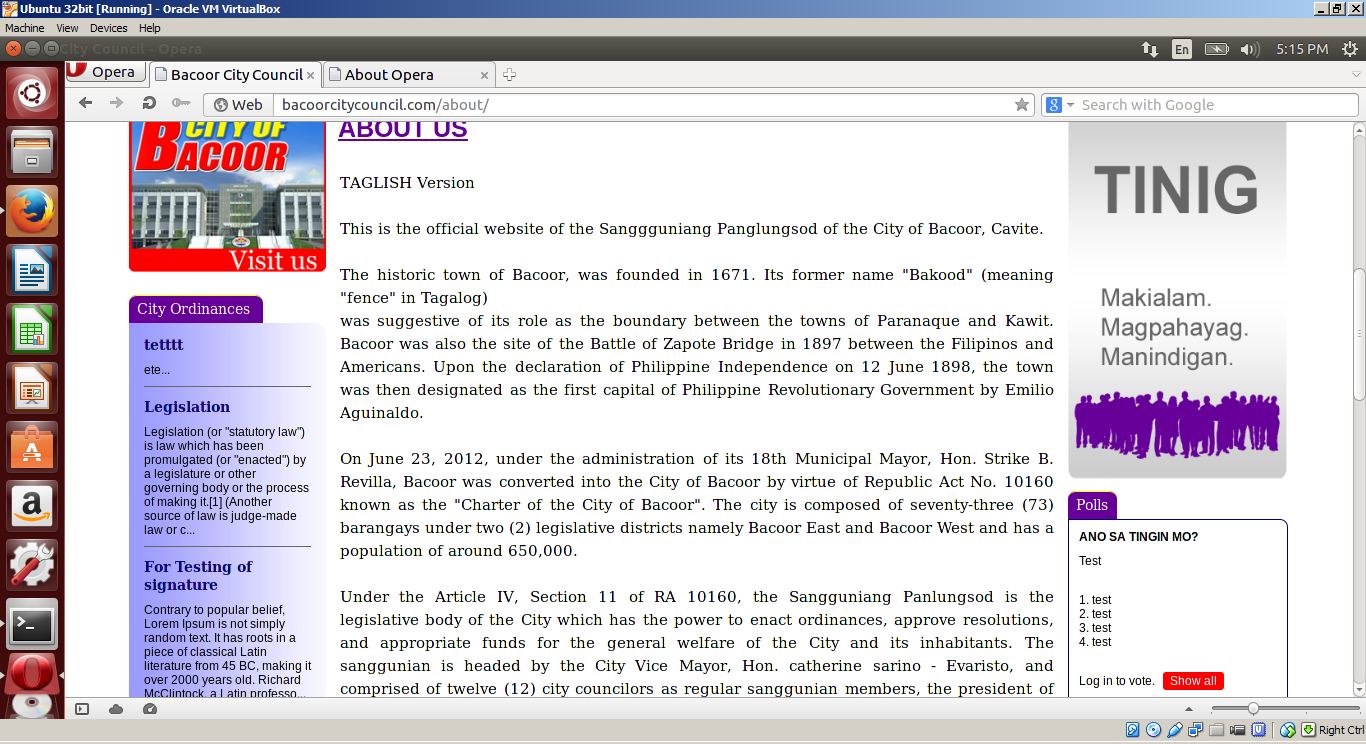 Ubuntu 32bit [Running] - Oracle VM VirtualBox
Machine View Devices Help
City Council - Opera
En
5:15 PM
Opera
Bacoor City Council
About Opera
Web
bacoorcitycouncil.com/about/
Search with Google
CITY OF
BACOOR
Visit us
City Ordinances
tetttt
ete...
Legislation
Legislation (or "statutory law")
is law which has been
promulgated (or "enacted") by
a legislature or other
governing body or the process
of making it.[1] (Another
source of law is judge-made
law or c...
For Testing of
signature
Contrary to popular belief,
Lorem Ipsum is not simply
random text. It has roots in a
piece of classical Latin
literature from 45 BC, making it
over 2000 years old. Richard
McClintock, a Latin professo...
ABOUT US
TAGLISH Version
This is the official website of the Sanggguniang Panglungsod of the City of Bacoor, Cavite.
The historic town of Bacoor, was founded in 1671. Its former name "Bakood" (meaning
"fence" in Tagalog)
was suggestive of its role as the boundary between the towns of Paranaque and Kawit.
Bacoor was also the site of the Battle of Zapote Bridge in 1897 between the Filipinos and
Americans. Upon the declaration of Philippine Independence on 12 June 1898, the town
was then designated as the first capital of Philippine Revolutionary Government by Emilio
Aguinaldo.
On June 23, 2012, under the administration of its 18th Municipal Mayor, Hon. Strike B.
Revilla, Bacoor was converted into the City of Bacoor by virtue of Republic Act No. 10160
known as the "Charter of the City of Bacoor". The city is composed of seventy-three (73)
barangays under two (2) legislative districts namely Bacoor East and Bacoor West and has a
population of around 650,000.
Under the Article IV, Section 11 of RA 10160, the Sangguniang Panlungsod is the
legislative body of the City which has the power to enact ordinances, approve resolutions,
and appropriate funds for the general welfare of the City and its inhabitants. The
sanggunian is headed by the City Vice Mayor, Hon. catherine sarino - Evaristo, and
comprised of twelve (12) city councilors as regular sanggunian members, the president of
TINIG
Makialam.
Magpahayag.
Manindigan.
Polls
ANO SA TINGIN MO?
Test
1. test
2. test
3. test
4. test
Log in to vote. Show all
Right Ctrl